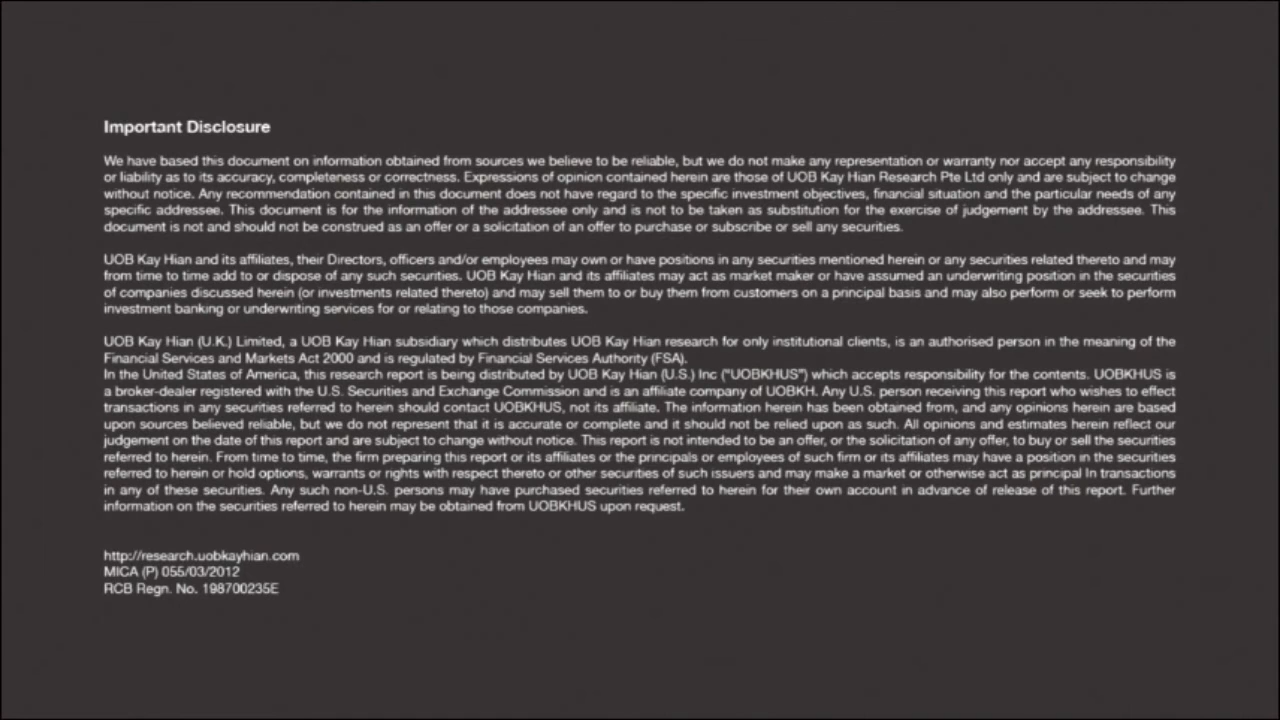 Important Disclosure
We have based this document on information obtained from sources we believe to be reliable, but we do not make any representation or warranty nor accept any responsibility
or liability as to its accuracy, completeness or correctness. Expressions of opinion contained herein are those of UOB Kay Hian Research Pte Ltd only and are subject to change
without notice. Any recommendation contained in this document does not have regard to the specific investment objectives, financial situation and the particular needs of any
specific addressee. This document is for the information of the addressee only and is not to be taken as substitution for the exercise of judgement by the addressee. This
document is not and should not be construed as an offer or a solicitation of an offer to purchase or subscribe or sell any securities.
UOB Kay Hian and its affiliates, their Directors, officers and/or employees may own or have positions in any securities mentioned herein or any securities related thereto and may
from time to time add to or dispose of any such securities. UOB Kay Hian and its affiliates may act as market maker or have assumed an underwriting position in the securities
of companies discussed herein (or investments related thereto) and may sell them to or buy them from customers on a principal basis and may also perform or seek to perform
investment banking or underwriting services for or relating to those companies.
UOB Kay Hian (U.K.) Limited, a UOB Kay Hian subsidiary which distributes UOB Kay Hian research for only institutional clients, is an authorised person in the meaning of the
Financial Services and Markets Act 2000 and is regulated by Financial Services Authority (FSA).
In the United States of America, this research report is being distributed by UOB Kay Hian (U.S.) Inc ("UOBKHUS") which accepts responsibility for the contents. UOBKHUS is
a broker-dealer registered with the U.S. Securities and Exchange Commission and is an affiliate company of UOBKH. Any U.S. person receiving this report who wishes to effect
transactions in any securities referred to herein should contact UOBKHUS, not its affiliate. The information herein has been obtained from, and any opinions herein are based
upon sources believed reliable, but we do not represent that it is accurate or complete and it should not be relied upon as such. All opinions and estimates herein reflect our
judgement on the date of this report and are subject to change without notice. This report is not intended to be an offer, or the solicitation of any offer, to buy or sell the securities
referred to herein. From time to time, the firm preparing this report or its affiliates or the principals or employees of such firm or its affiliates may have a position in the securities
referred to herein or hold options, warrants or rights with respect thereto or other securities of such issuers and may make a market or otherwise act as principal In transactions
in any of these securities. Any such non-U.S. persons may have purchased securities referred to herein for their own account in advance of release of this report. Further
information on the securities referred to herein may be obtained from UOBKHUS upon request.
http://research.uobkayhian.com
MICA (P) 055/03/2012
RCB Regn. No. 198700235E